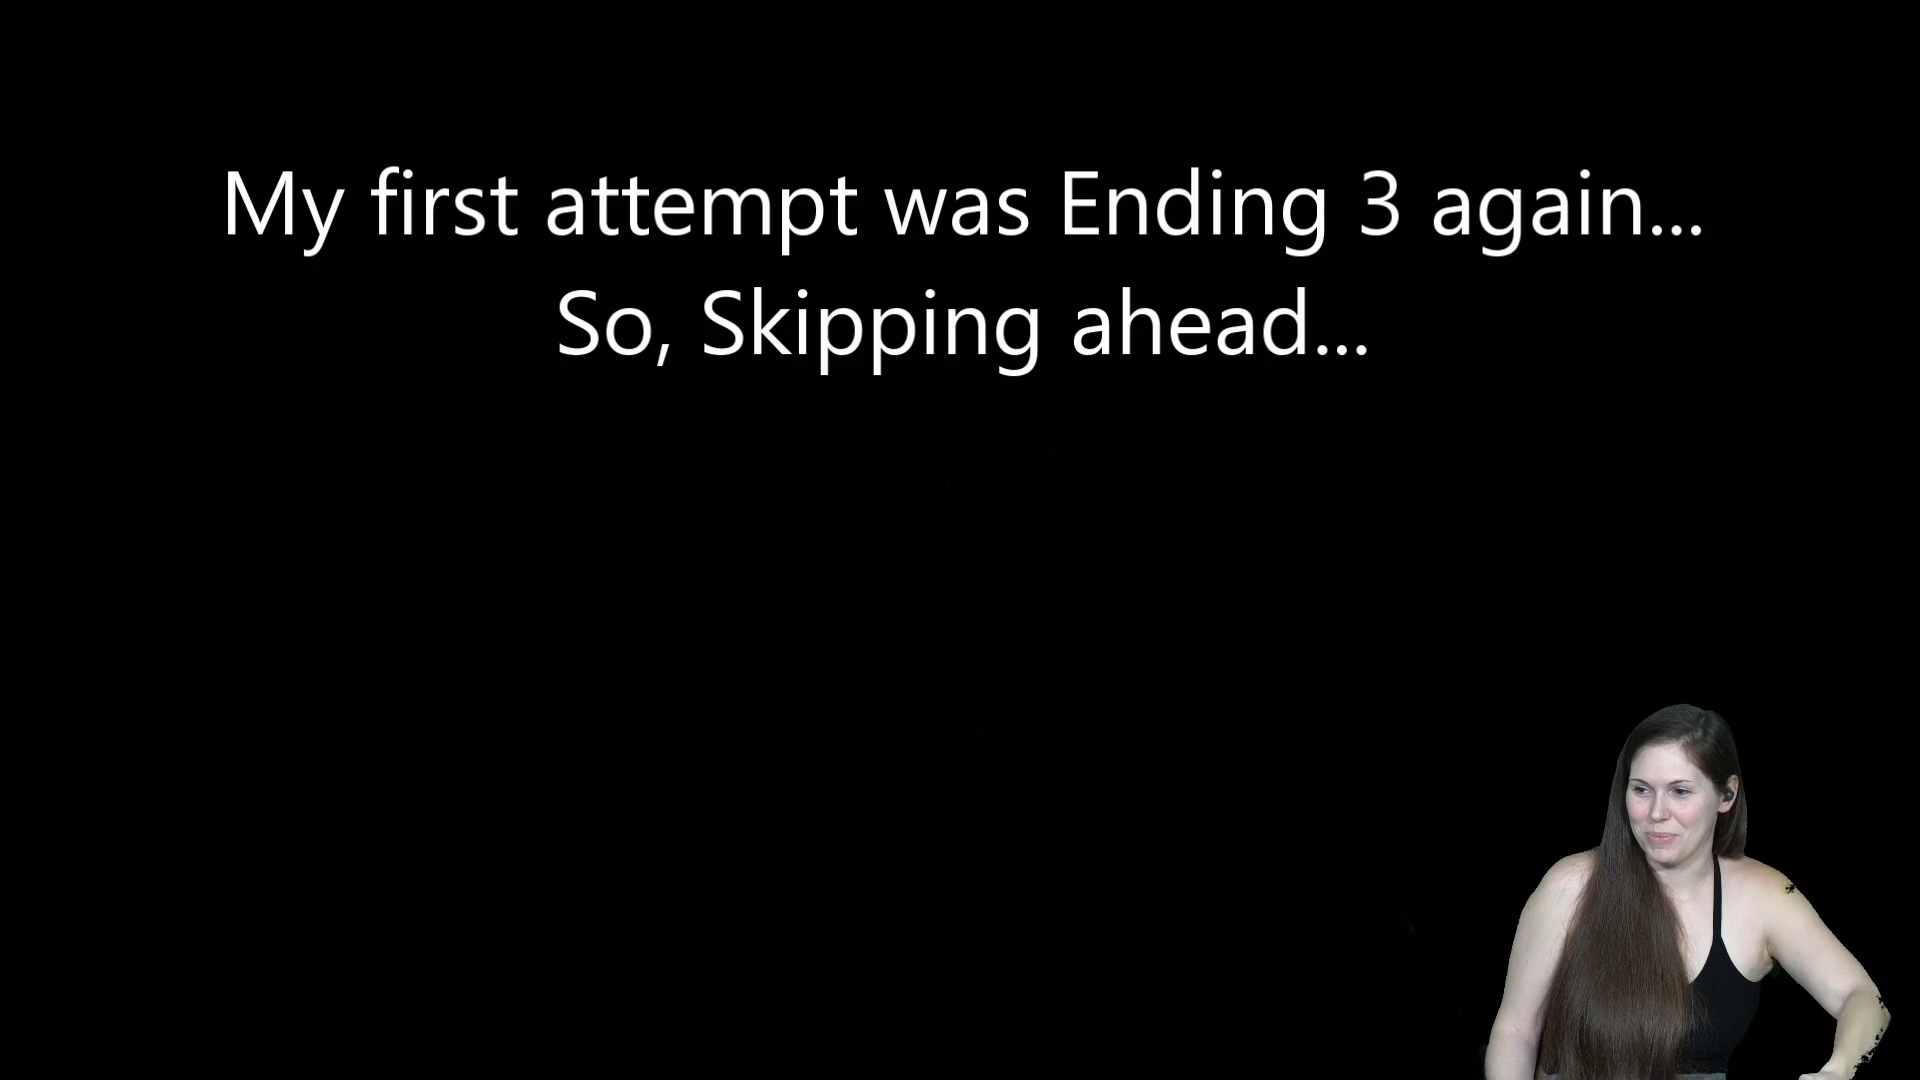 My first attempt was Ending 3 again...
So, Skipping ahead...